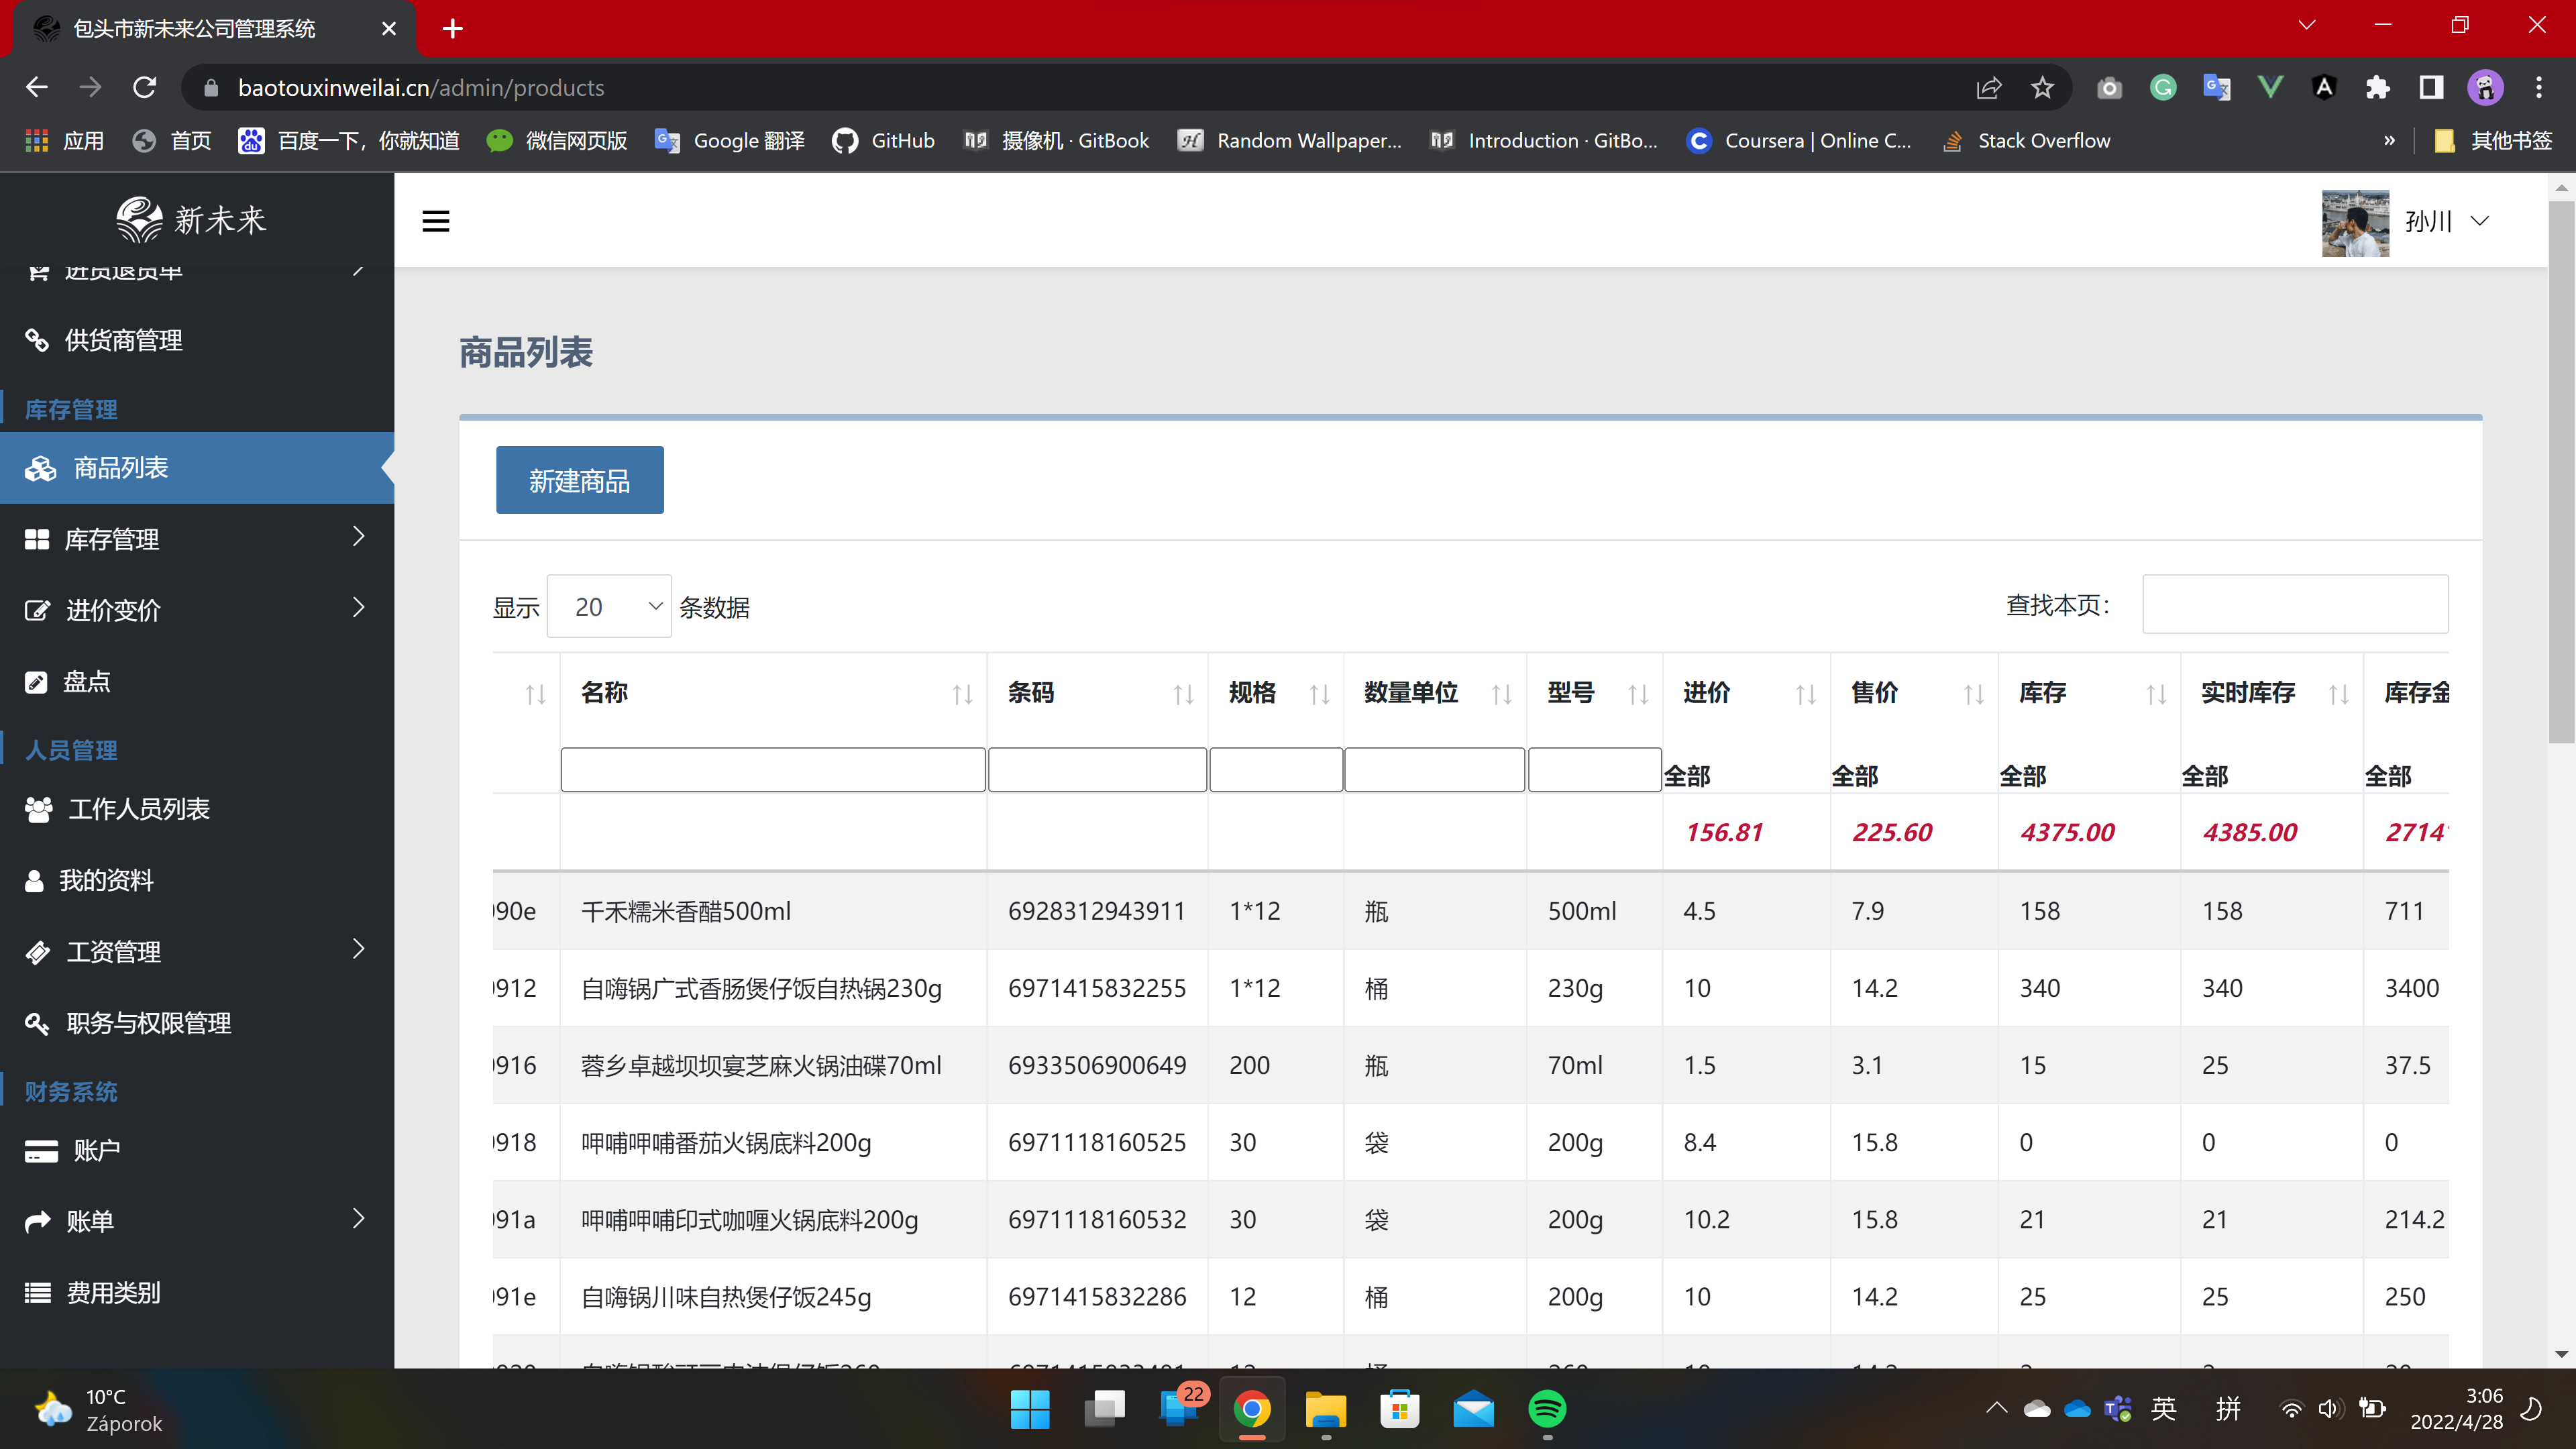 包头市新未来公司管理系统
baotouxinweilai.cn/admin/products
应用 首页 百度一下，你就知道 微信网页版 Google 翻译 GitHub 摄像机 · GitBook Random Wallpaper... Introduction · GitBo... Coursera | Online C... Stack Overflow » 其他书签
新未来
孙川
进货退货单
供货商管理
库存管理
商品列表
库存管理
进价变价
盘点
人员管理
工作人员列表
我的资料
工资管理
职务与权限管理
财务系统
账户
账单
费用类别
商品列表
新建商品
显示 20 条数据
查找本页：
名称 条码 规格 数量单位 型号 进价 售价 库存 实时库存 库存金
全部 全部 全部 全部 全部
156.81 225.60 4375.00 4385.00 2714
090e 千禾糯米香醋500ml 6928312943911 1*12 瓶 500ml 4.5 7.9 158 158 711
0912 自嗨锅广式香肠煲仔饭自热锅230g 6971415832255 1*12 桶 230g 10 14.2 340 340 3400
0916 蓉乡卓越坝坝宴芝麻火锅油碟70ml 6933506900649 200 瓶 70ml 1.5 3.1 15 25 37.5
0918 呷哺呷哺番茄火锅底料200g 6971118160525 30 袋 200g 8.4 15.8 0 0 0
091a 呷哺呷哺印式咖喱火锅底料200g 6971118160532 30 袋 200g 10.2 15.8 21 21 214.2
091e 自嗨锅川味自热煲仔饭245g 6971415832286 12 桶 200g 10 14.2 25 25 250
10°C
Záporok
22
英 拼
3:06
2022/4/28